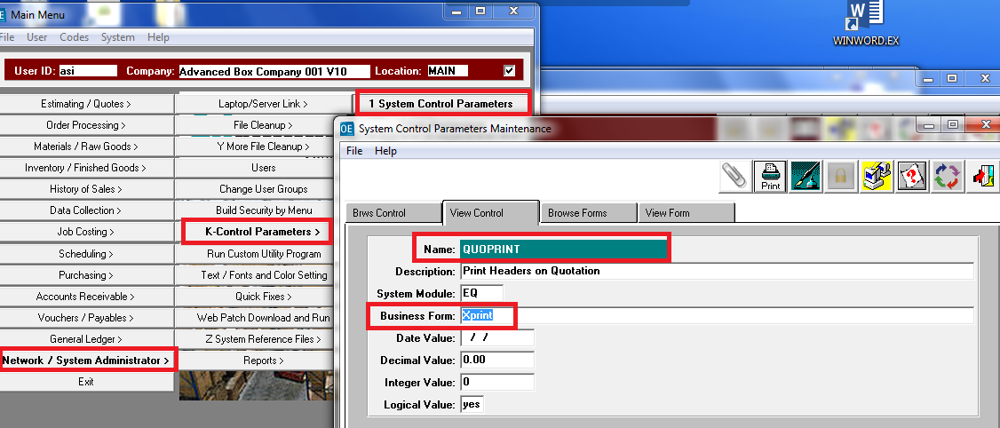 OE Main Menu
File User Codes System Help
User ID: asi Company: Advanced Box Company 001 V10 Location: MAIN
Estimating / Quotes >
Order Processing >
Materials / Raw Goods >
Inventory / Finished Goods >
History of Sales >
Data Collection >
Job Costing >
Scheduling >
Purchasing >
Accounts Receivable >
Vouchers / Payables >
General Ledger >
Network / System Administrator >
Exit
Laptop/Server Link >
File Cleanup >
Y More File Cleanup >
Users
Change User Groups
Build Security by Menu
K-Control Parameters >
Run Custom Utility Program
Text / Fonts and Color Setting
Quick Fixes >
Web Patch Download and Run
Z System Reference Files >
Reports >
1 System Control Parameters
W
WINWORD.EX
OE System Control Parameters Maintenance
File Help
Print
Brws Control View Control Browse Forms View Form
Name: QUOPRINT
Description: Print Headers on Quotation
System Module: EQ
Business Form: Xprint
Date Value: / /
Decimal Value: 0.00
Integer Value: 0
Logical Value: yes